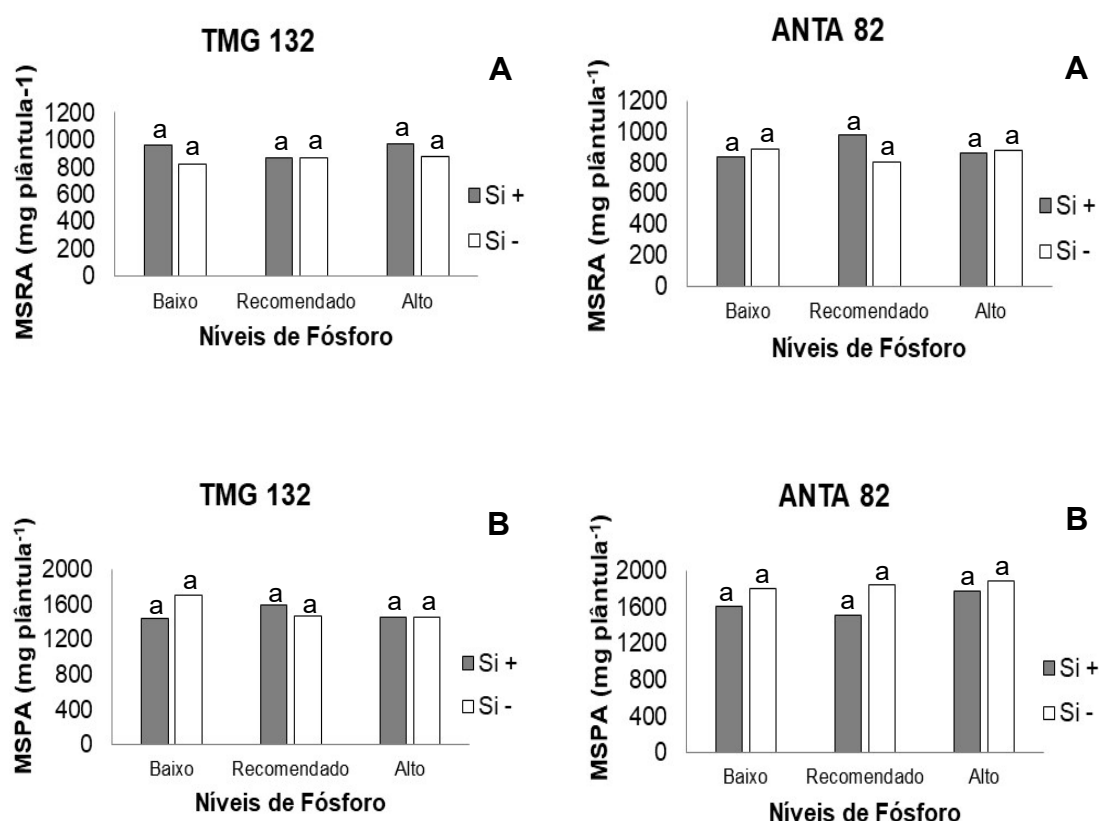 TMG 132
A
MSRA (mg plântula-1)
1200
1000
800
600
400
200
0
a a a a a a
Si +
Si -
Baixo Recomendado Alto
Níveis de Fósforo
ANTA 82
A
MSRA (mg plântula⁻¹)
1200
1000
800
600
400
200
0
a a a a a a
Si +
Si -
Baixo Recomendado Alto
Níveis de Fósforo
TMG 132
B
MSPA (mg plântula⁻¹)
2000
1600
1200
800
400
0
a a a a a a
Si +
Si -
Baixo Recomendado Alto
Níveis de Fósforo
ANTA 82
B
MSPA (mg plântula⁻¹)
2000
1600
1200
800
400
0
a a a a a a
Si +
Si -
Baixo Recomendado Alto
Níveis de Fósforo